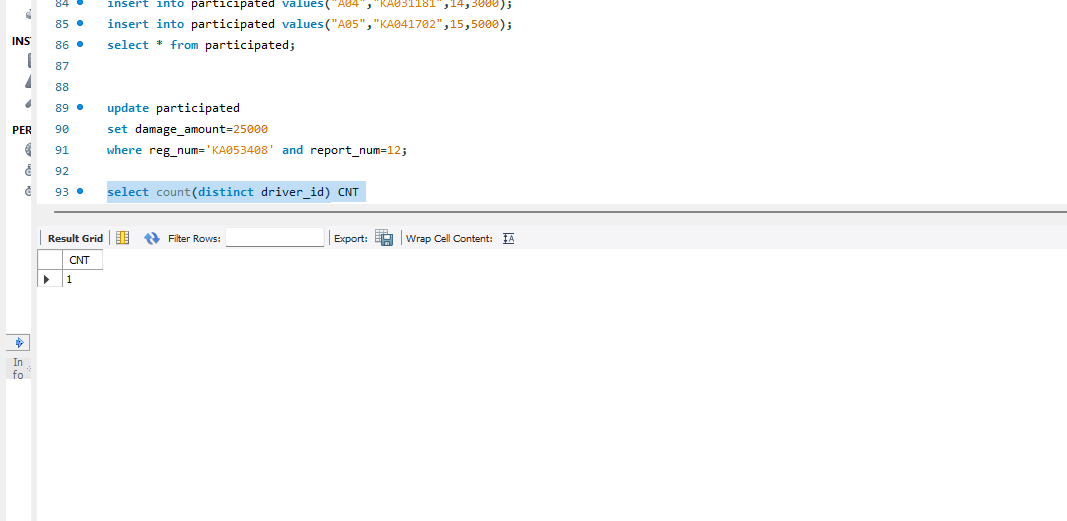 84 insert into participated values("A04","KA031181",14,3000);
85 insert into participated values("A05","KA041702",15,5000);
INS
86 select * from participated;
87
88
89 update participated
PER
90 set damage_amount=25000
91 where reg_num='KA053408' and report_num=12;
92
93 select count(distinct driver_id) CNT
Result Grid Filter Rows: Export: Wrap Cell Content: IA
CNT
1
In
fo